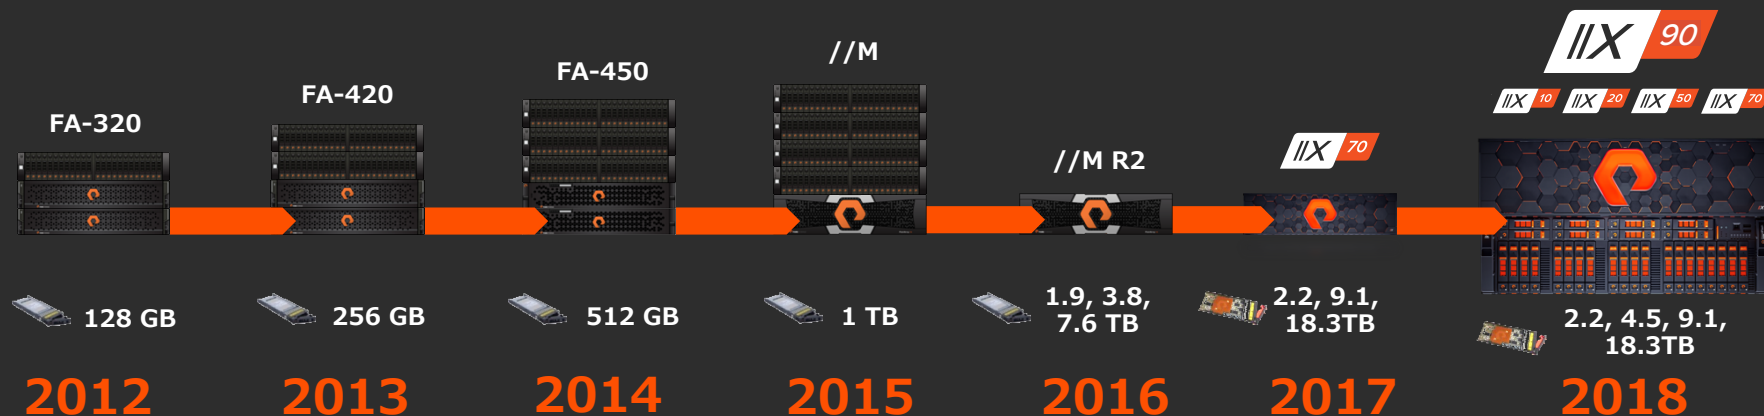 //X 90
//X 10 //X 20 //X 50 //X 70
//M
FA-450
FA-420
FA-320
//X 70
//M R2
128 GB
256 GB
512 GB
1 TB
1.9, 3.8,
7.6 TB
2.2, 9.1,
18.3TB
2.2, 4.5, 9.1,
18.3TB
2012
2013
2014
2015
2016
2017
2018